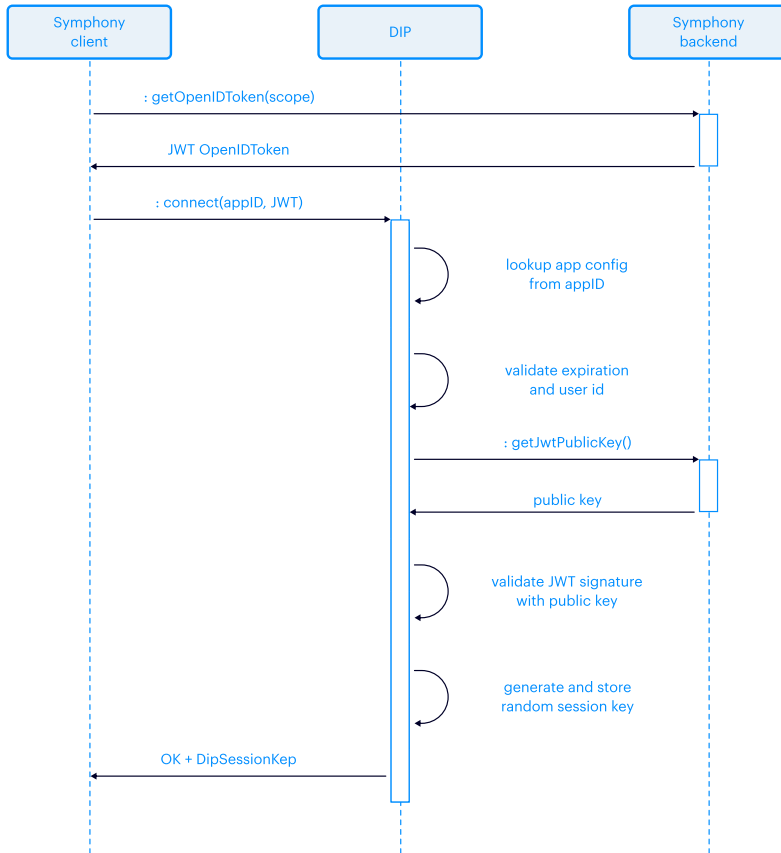 Symphony
client
DIP
Symphony
backend
: getOpenIDToken(scope)
JWT OpenIDToken
: connect(appID, JWT)
lookup app config
from appID
validate expiration
and user id
: getJwtPublicKey()
public key
validate JWT signature
with public key
generate and store
random session key
OK + DipSessionKep